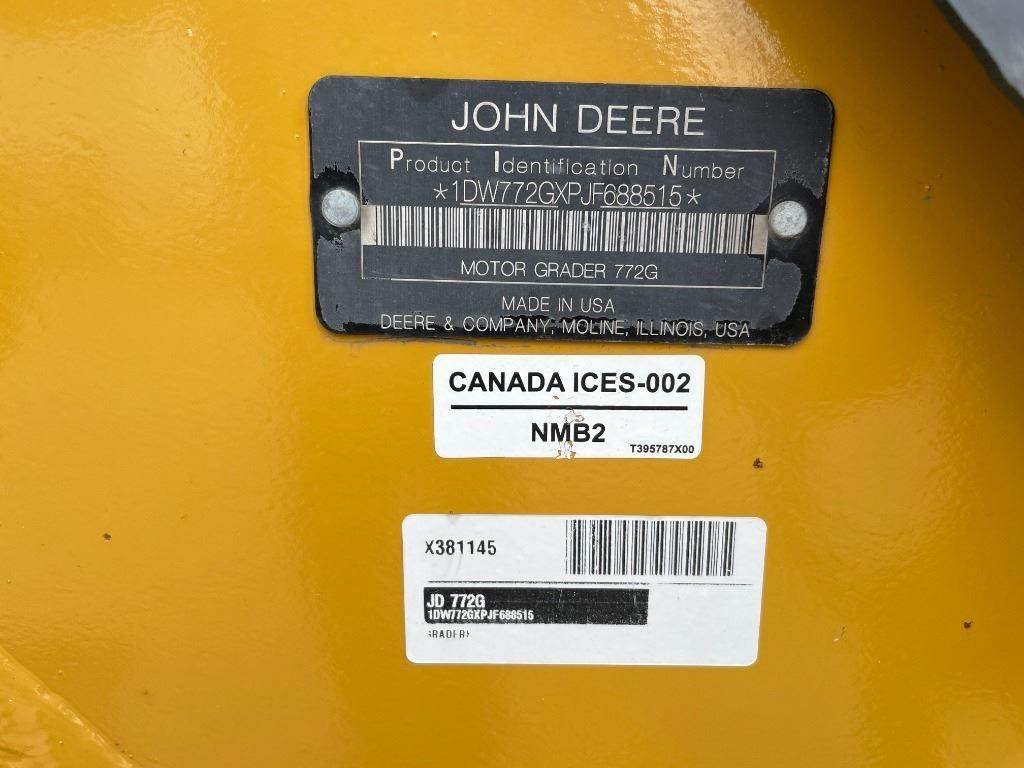 JOHN DEERE
Product Identification Number
*1DW772GXPJF688515*
MOTOR GRADER 772G
MADE IN USA
DEERE & COMPANY, MOLINE, ILLINOIS, USA
CANADA ICES-002
NMB2
T395787X00
X381145
JD 772G
1DW772GXPJF688515